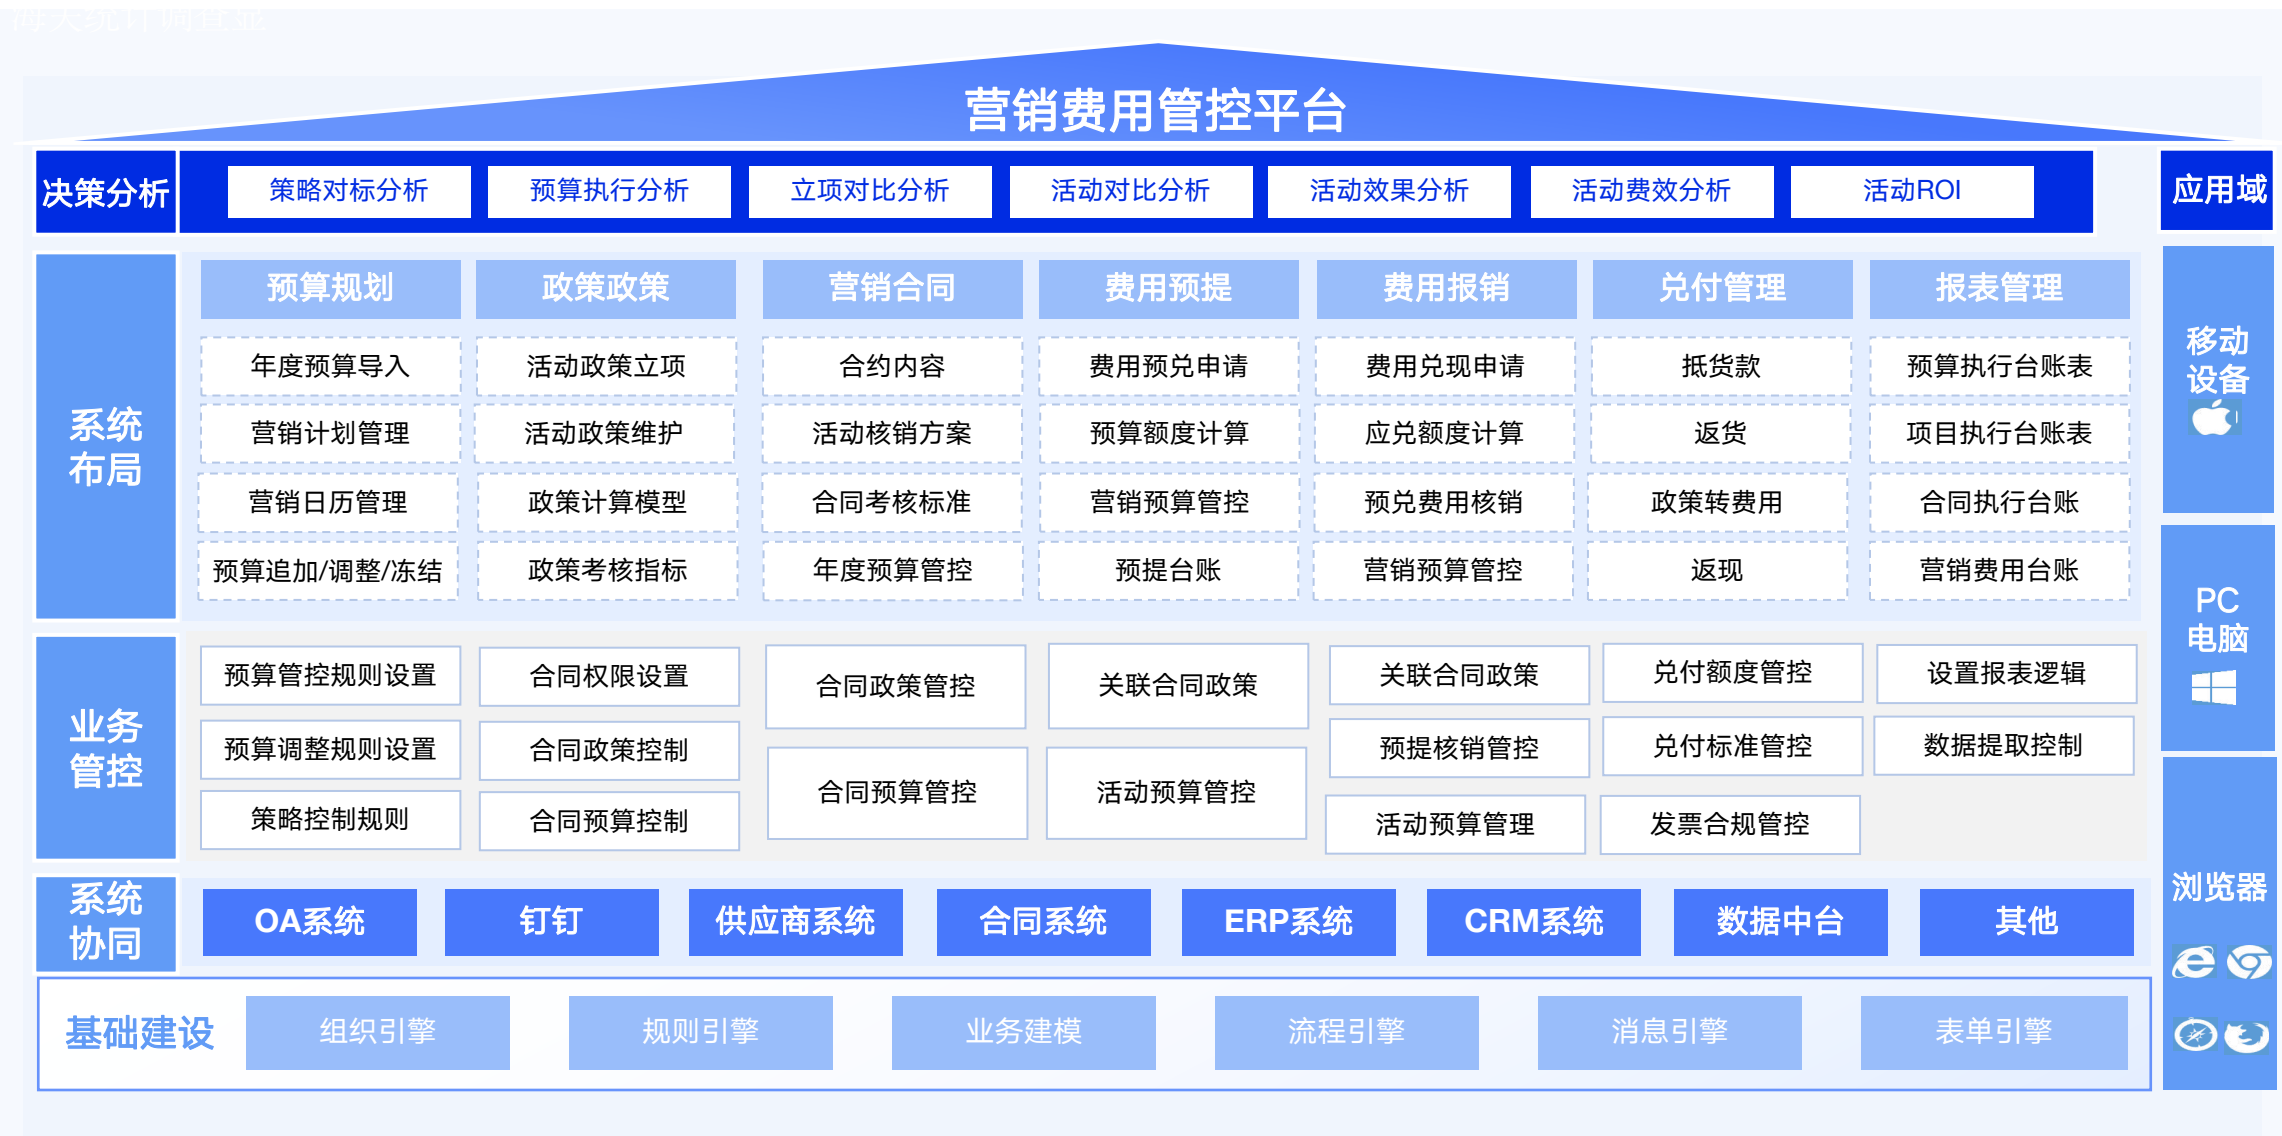 海天统计调查显
营销费用管控平台
决策分析
策略对标分析
预算执行分析
立项对比分析
活动对比分析
活动效果分析
活动费效分析
活动ROI
应用域
系统
布局
预算规划
政策政策
营销合同
费用预提
费用报销
兑付管理
报表管理
年度预算导入
活动政策立项
合约内容
费用预兑申请
费用兑现申请
抵货款
预算执行台账表
营销计划管理
活动政策维护
活动核销方案
预算额度计算
应兑额度计算
返货
项目执行台账表
营销日历管理
政策计算模型
合同考核标准
营销预算管控
预兑费用核销
政策转费用
合同执行台账
预算追加/调整/冻结
政策考核指标
年度预算管控
预提台账
营销预算管控
返现
营销费用台账
移动
设备
PC
电脑
浏览器
业务
管控
预算管控规则设置
合同权限设置
合同政策管控
关联合同政策
关联合同政策
兑付额度管控
设置报表逻辑
预算调整规则设置
合同政策控制
合同预算管控
活动预算管控
预提核销管控
兑付标准管控
数据提取控制
策略控制规则
合同预算控制
活动预算管理
发票合规管控
系统
协同
OA系统
钉钉
供应商系统
合同系统
ERP系统
CRM系统
数据中台
其他
基础建设
组织引擎
规则引擎
业务建模
流程引擎
消息引擎
表单引擎